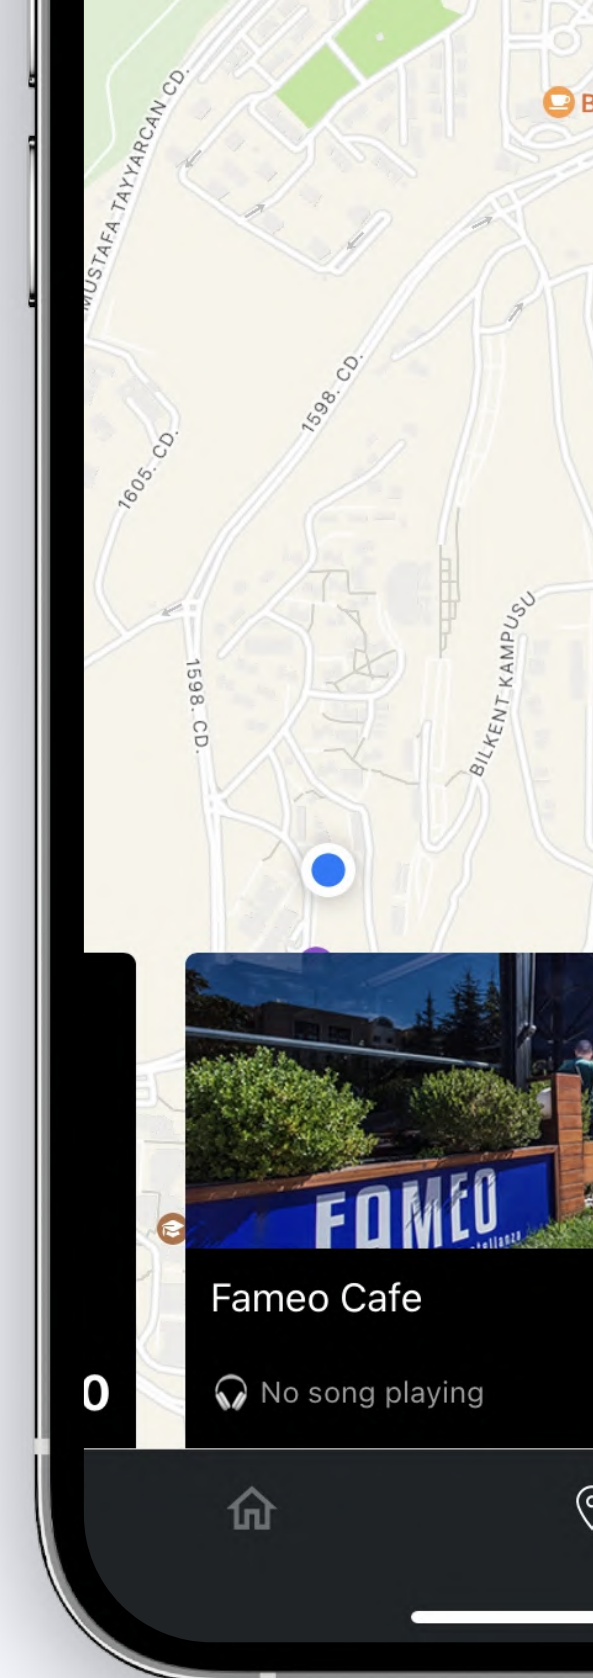 MUSTAFA TAYYARCAN CD.
B
1598. CD.
1605. CD.
1598. CD.
BILKENT KAMPUSU
FAMEO
Fameo Cafe
0
No song playing